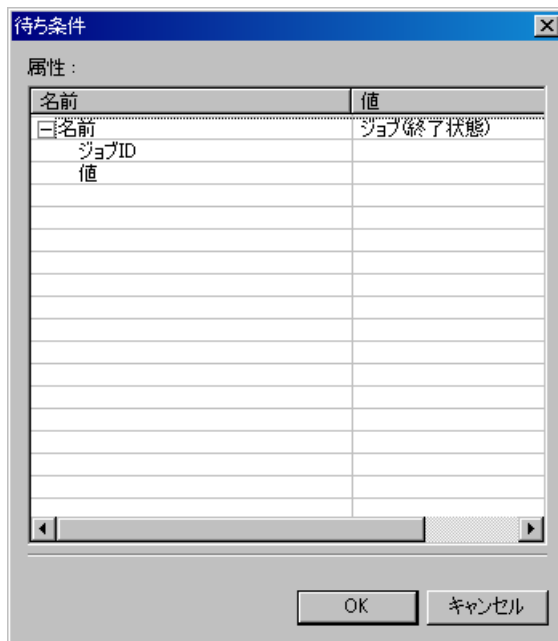 待ち条件
属性：
名前 値
名前 ジョブ(終了状態)
ジョブID
値
OK キャンセル